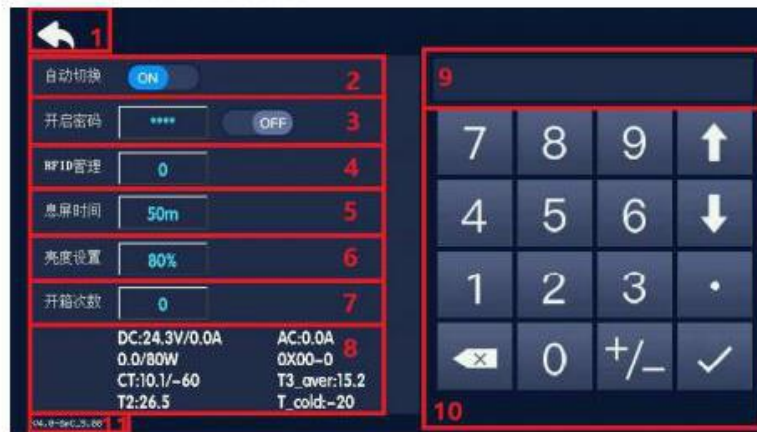 1
自动切换 ON 2
开启密码 **** OFF 3
RFID管理 0 4
息屏时间 50m 5
亮度设置 80% 6
开箱次数 0 7
DC:24.3V/0.0A AC:0.0A 8
0.0/80W 0X00-0
CT:10.1/-60 T3_aver:15.2
T2:26.5 T_cold:-20
11
9
7 8 9
4 5 6
1 2 3 .
0 +/-
10